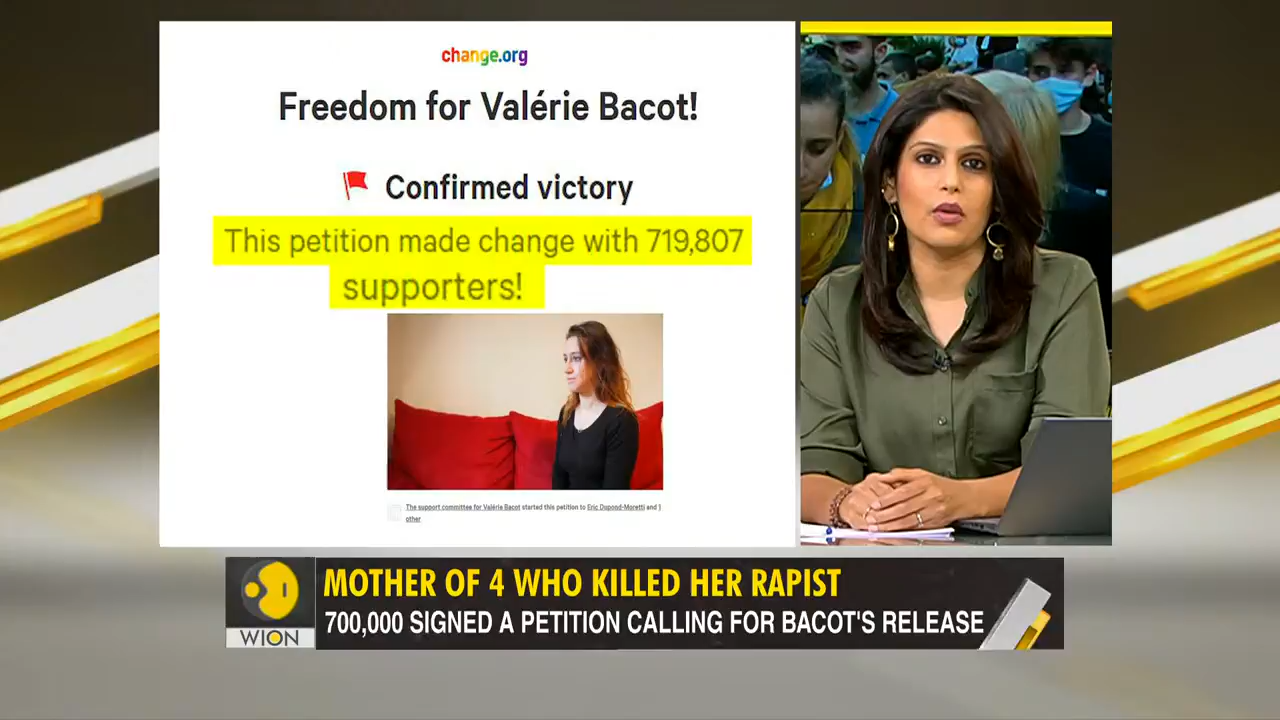 change.org
Freedom for Valérie Bacot!
Confirmed victory
This petition made change with 719,807
supporters!
The support committee for Valérie Bacot started this petition to Eric Dupond-Moretti and 1
other
MOTHER OF 4 WHO KILLED HER RAPIST
700,000 SIGNED A PETITION CALLING FOR BACOT'S RELEASE
WION